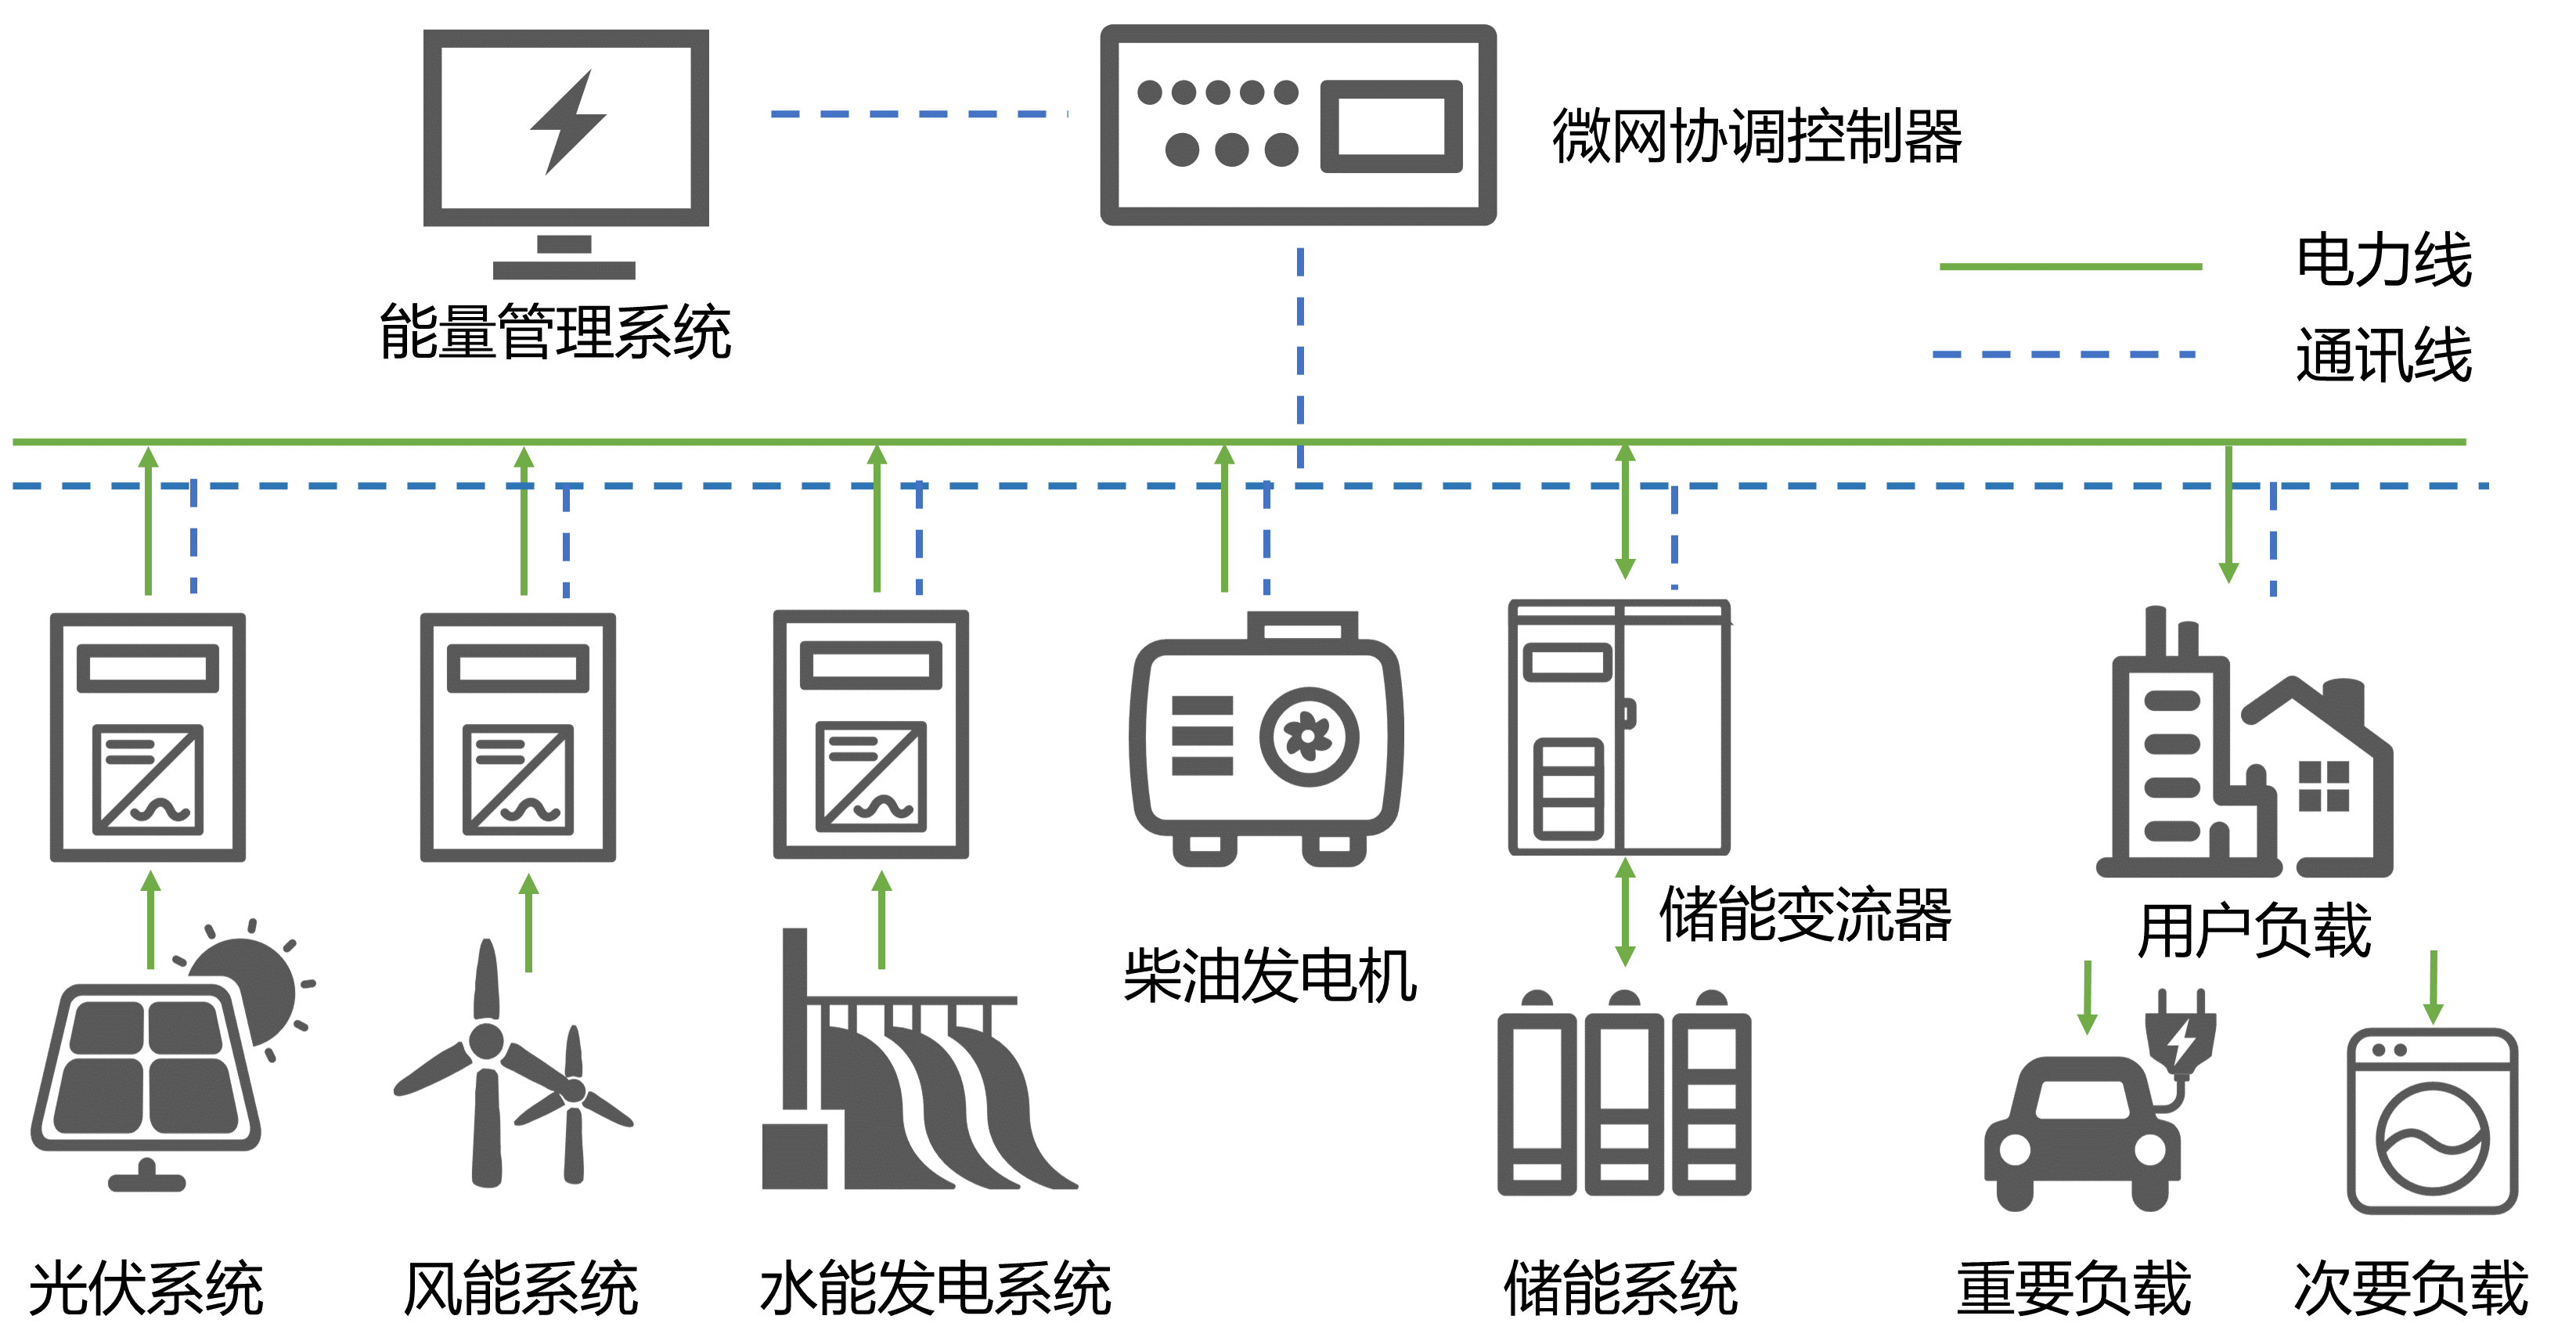 微网协调控制器
电力线
能量管理系统
通讯线
储能变流器
用户负载
柴油发电机
光伏系统
风能系统
水能发电系统
储能系统
重要负载
次要负载